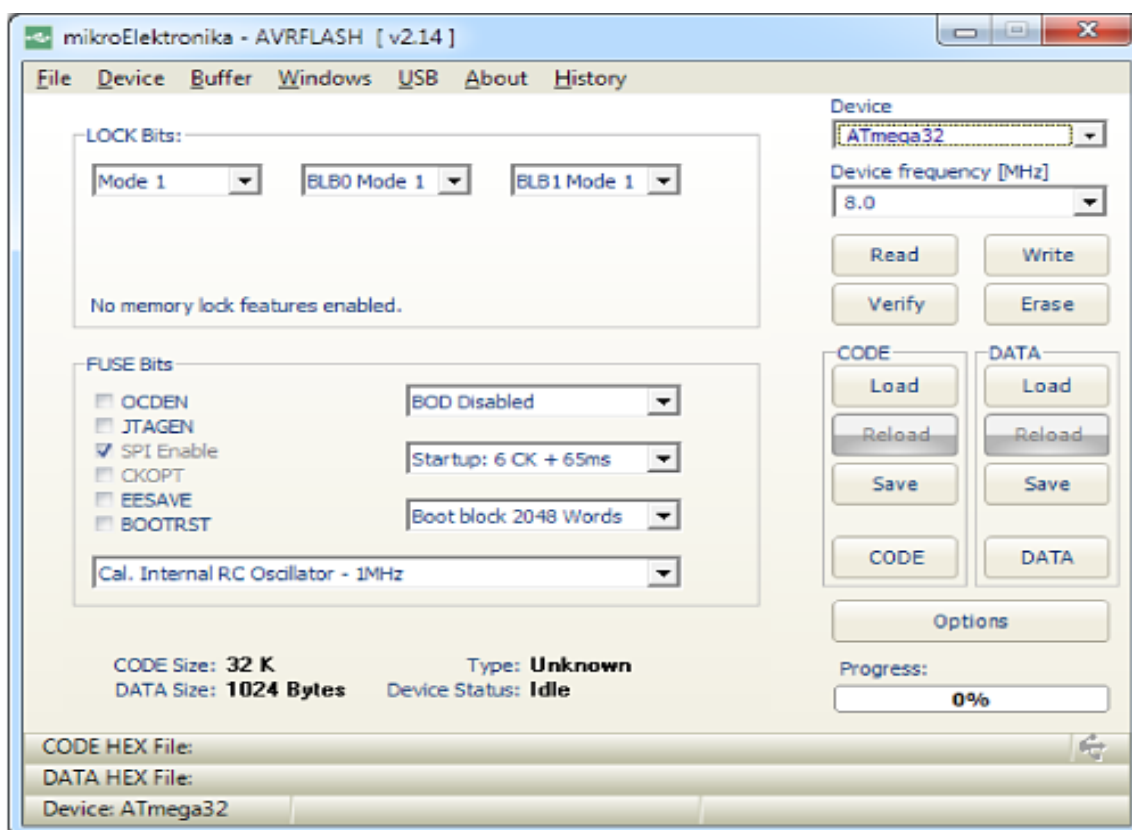 mikroElektronika - AVRFLASH [ v2.14 ]
File Device Buffer Windows USB About History
LOCK Bits:
Mode 1 BLB0 Mode 1 BLB1 Mode 1
No memory lock features enabled.
FUSE Bits
OCDEN
JTAGEN
SPI Enable
CKOPT
EESAVE
BOOTRST
BOD Disabled
Startup: 6 CK + 65ms
Boot block 2048 Words
Cal. Internal RC Oscillator - 1MHz
CODE Size: 32 K Type: Unknown
DATA Size: 1024 Bytes Device Status: Idle
Device
ATmega32
Device frequency [MHz]
8.0
Read Write
Verify Erase
CODE DATA
Load Load
Reload Reload
Save Save
CODE DATA
Options
Progress:
0%
CODE HEX File:
DATA HEX File:
Device: ATmega32